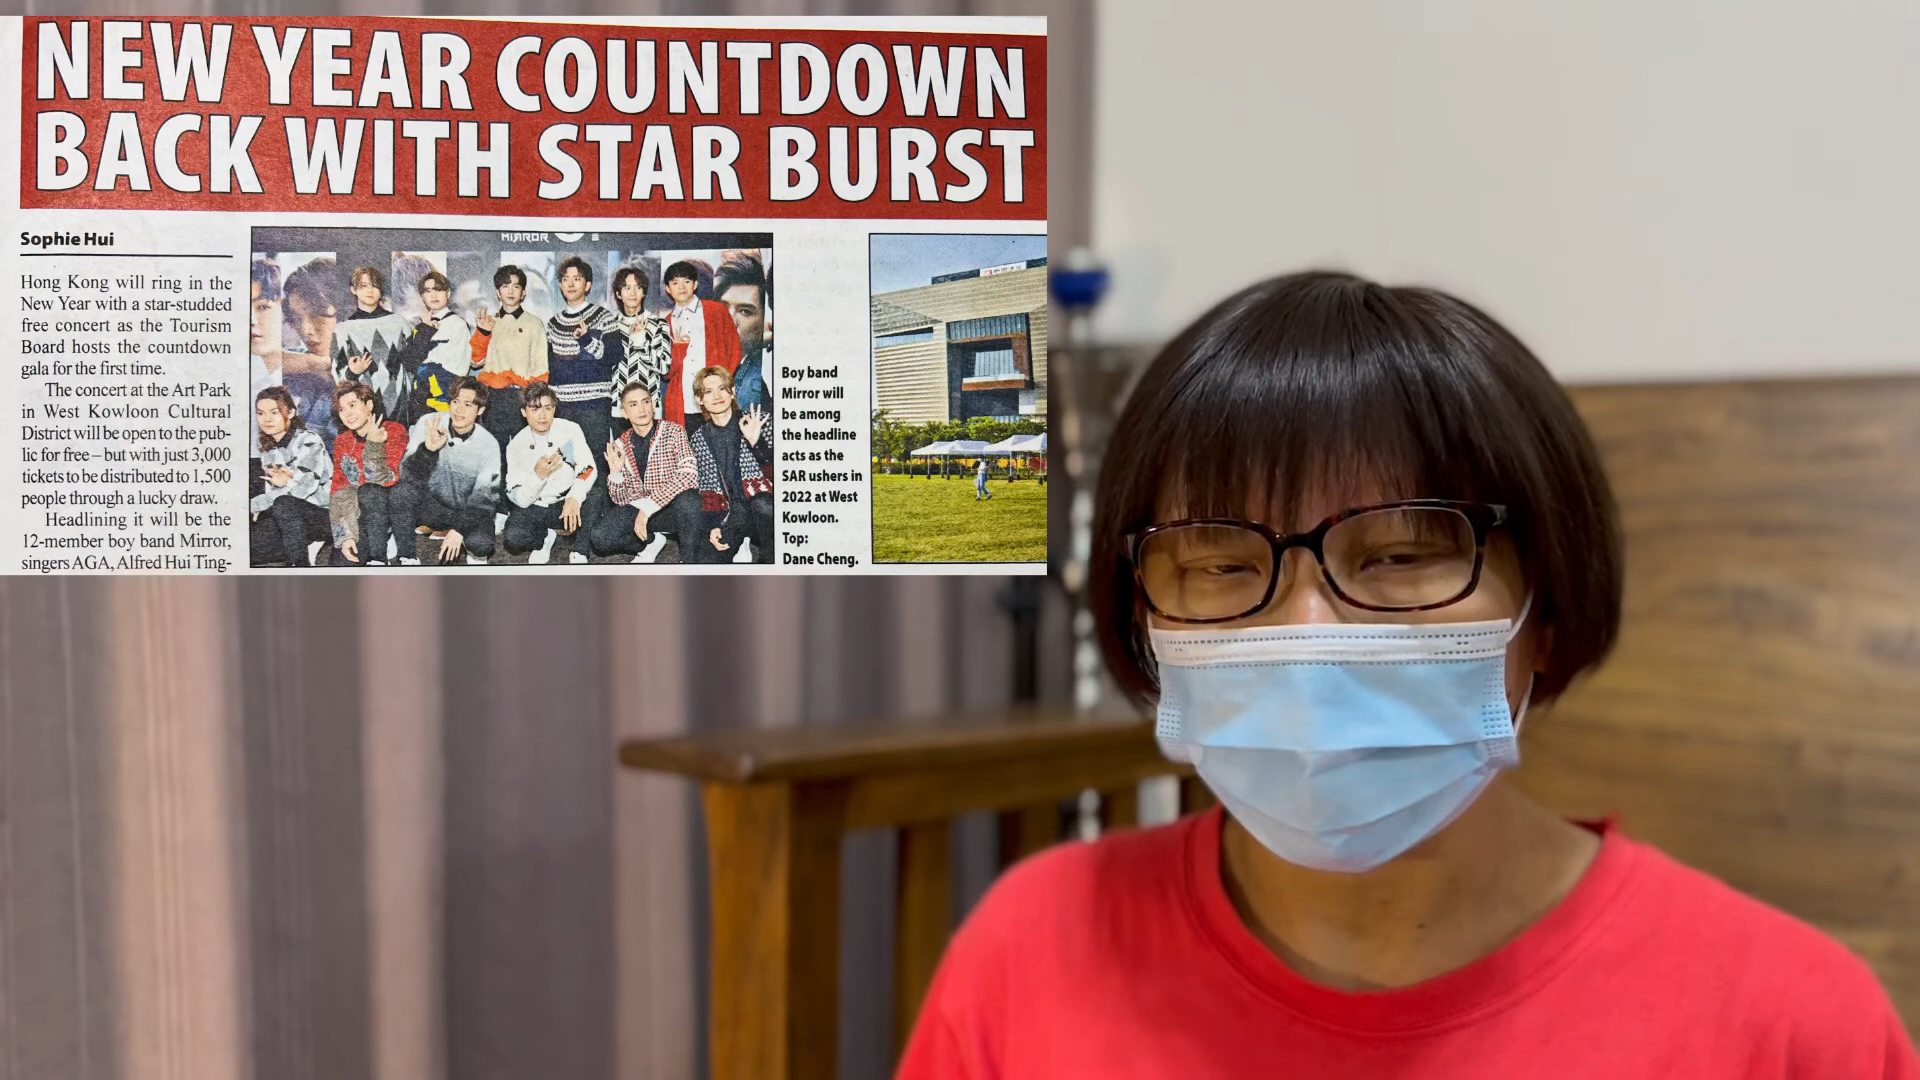 NEW YEAR COUNTDOWN
BACK WITH STAR BURST
Sophie Hui
Hong Kong will ring in the
New Year with a star-studded
free concert as the Tourism
Board hosts the countdown
gala for the first time.
The concert at the Art Park
in West Kowloon Cultural
District will be open to the pub-
lic for free – but with just 3,000
tickets to be distributed to 1,500
people through a lucky draw.
Headlining it will be the
12-member boy band Mirror,
singers AGA, Alfred Hui Ting-
MIRROR
Boy band
Mirror will
be among
the headline
acts as the
SAR ushers in
2022 at West
Kowloon.
Top:
Dane Cheng.